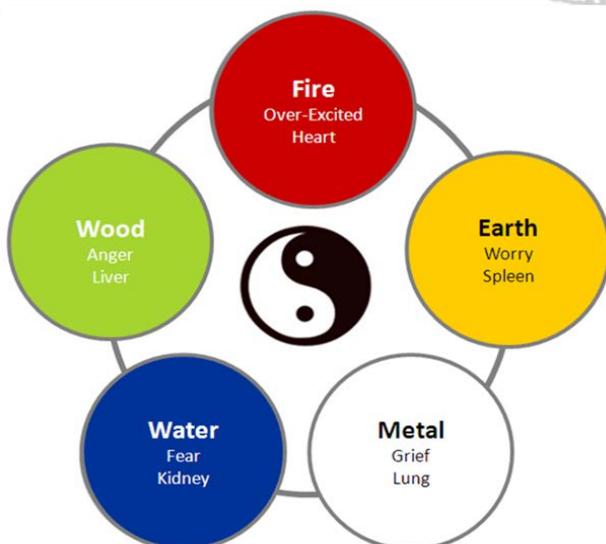 Fire
Over-Excited
Heart
Wood
Anger
Liver
Earth
Worry
Spleen
Water
Fear
Kidney
Metal
Grief
Lung